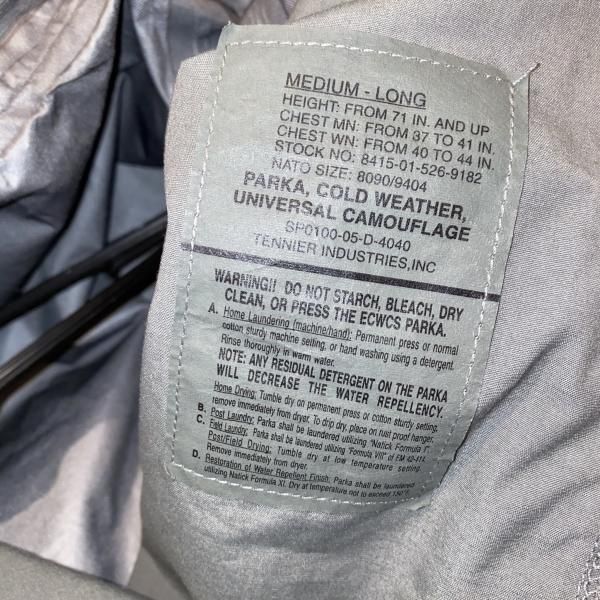 MEDIUM - LONG
HEIGHT: FROM 71 IN. AND UP
CHEST MN: FROM 37 TO 41 IN.
CHEST WN: FROM 40 TO 44 IN.
STOCK NO: 8415-01-526-9182
NATO SIZE: 8090/9404
PARKA, COLD WEATHER,
UNIVERSAL CAMOUFLAGE
SP0100-05-D-4040
TENNIER INDUSTRIES,INC
WARNING!! DO NOT STARCH, BLEACH, DRY
CLEAN, OR PRESS THE ECWCS PARKA.
A. Home Laundering (machine/hand): Permanent press or normal
cotton sturdy machine setting, or hand washing using a detergent.
Rinse thoroughly in warm water.
NOTE: ANY RESIDUAL DETERGENT ON THE PARKA
WILL DECREASE THE WATER REPELLENCY.
Home Drying: Tumble dry on permanent press or cotton sturdy setting,
remove immediately from dryer. To drip dry, place on rust proof hanger.
B. Post Laundry: Parka shall be laundered utilizing "Natick Formula I".
C. Field Laundry: Parka shall be laundered utilizing "Formula VIII" of FM 42-414.
Post/Field Drying: Tumble dry at low temperature setting.
Remove immediately from dryer.
D. Restoration of Water Repellent Finish: Parka shall be laundered
utilizing Natick Formula XI. Dry at temperature not to exceed 150°F.